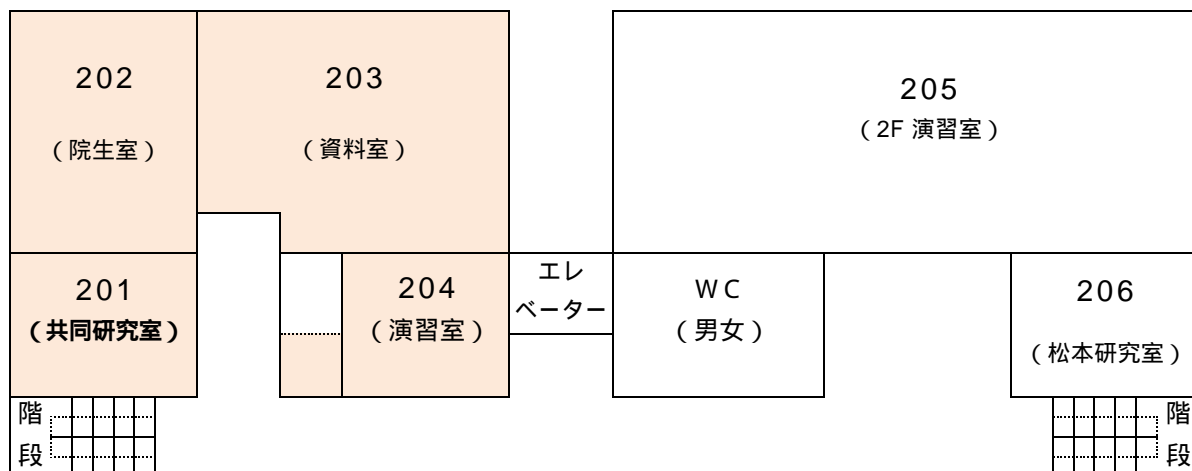 202
(院生室)
203
(資料室)
205
(2F 演習室)
201
(共同研究室)
204
(演習室)
エレ
ベーター
WC
(男女)
206
(松本研究室)
階
段
階
段